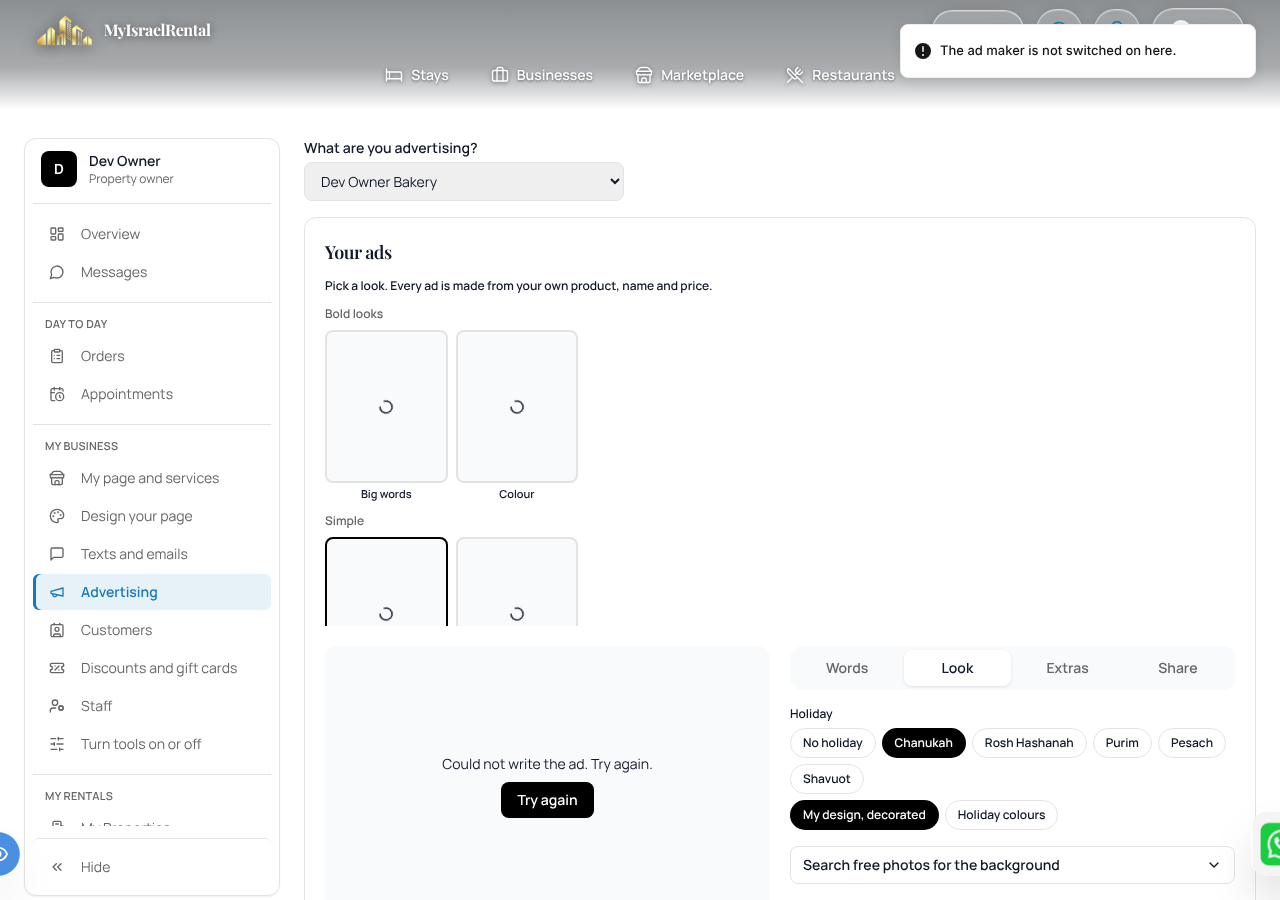 MyIsraelRental
The ad maker is not switched on here.
Stays
Businesses
Marketplace
Restaurants
D
Dev Owner
Property owner
Overview
Messages
DAY TO DAY
Orders
Appointments
MY BUSINESS
My page and services
Design your page
Texts and emails
Advertising
Customers
Discounts and gift cards
Staff
Turn tools on or off
MY RENTALS
My Properties
Hide
What are you advertising?
Dev Owner Bakery
Your ads
Pick a look. Every ad is made from your own product, name and price.
Bold looks
Big words
Colour
Simple
Could not write the ad. Try again.
Try again
Words
Look
Extras
Share
Holiday
No holiday
Chanukah
Rosh Hashanah
Purim
Pesach
Shavuot
My design, decorated
Holiday colours
Search free photos for the background